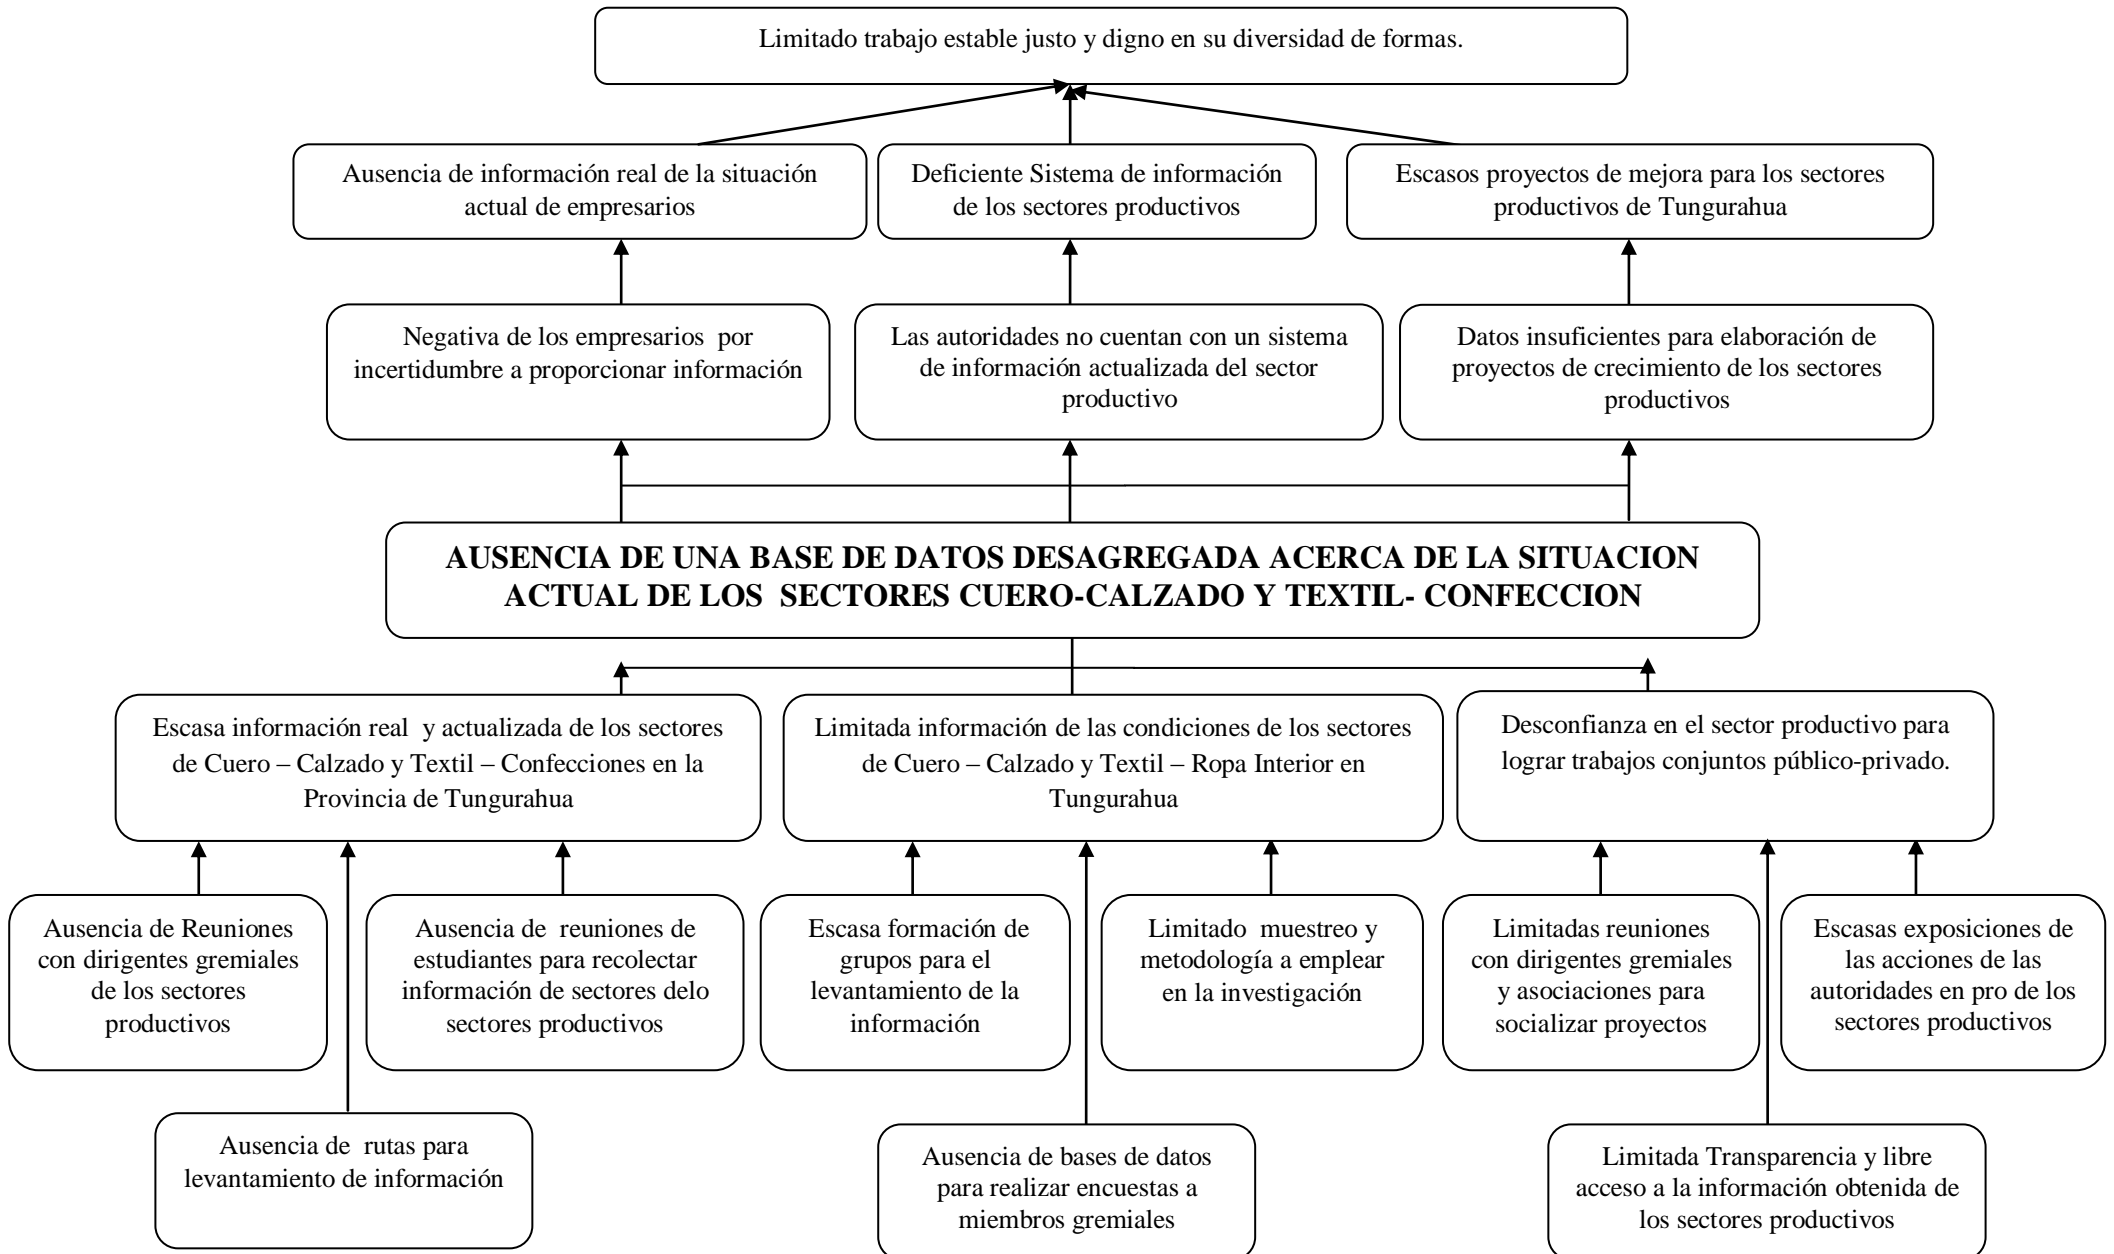 Limitado trabajo estable justo y digno en su diversidad de formas.
Ausencia de información real de la situación
actual de empresarios
Deficiente Sistema de información
de los sectores productivos
Escasos proyectos de mejora para los sectores
productivos de Tungurahua
Negativa de los empresarios  por
incertidumbre a proporcionar información
Las autoridades no cuentan con un sistema
de información actualizada del sector
productivo
Datos insuficientes para elaboración de
proyectos de crecimiento de los sectores
productivos
AUSENCIA DE UNA BASE DE DATOS DESAGREGADA ACERCA DE LA SITUACION
ACTUAL DE LOS  SECTORES CUERO-CALZADO Y TEXTIL- CONFECCION
Escasa información real  y actualizada de los sectores
de Cuero – Calzado y Textil – Confecciones en la
Provincia de Tungurahua
Limitada información de las condiciones de los sectores
de Cuero – Calzado y Textil – Ropa Interior en
Tungurahua
Desconfianza en el sector productivo para
lograr trabajos conjuntos público-privado.
Ausencia de Reuniones
con dirigentes gremiales
de los sectores
productivos
Ausencia de  reuniones de
estudiantes para recolectar
información de sectores delo
sectores productivos
Escasa formación de
grupos para el
levantamiento de la
información
Limitado  muestreo y
metodología a emplear
en la investigación
Limitadas reuniones
con dirigentes gremiales
y asociaciones para
socializar proyectos
Escasas exposiciones de
las acciones de las
autoridades en pro de los
sectores productivos
Ausencia de  rutas para
levantamiento de información
Ausencia de bases de datos
para realizar encuestas a
miembros gremiales
Limitada Transparencia y libre
acceso a la información obtenida de
los sectores productivos